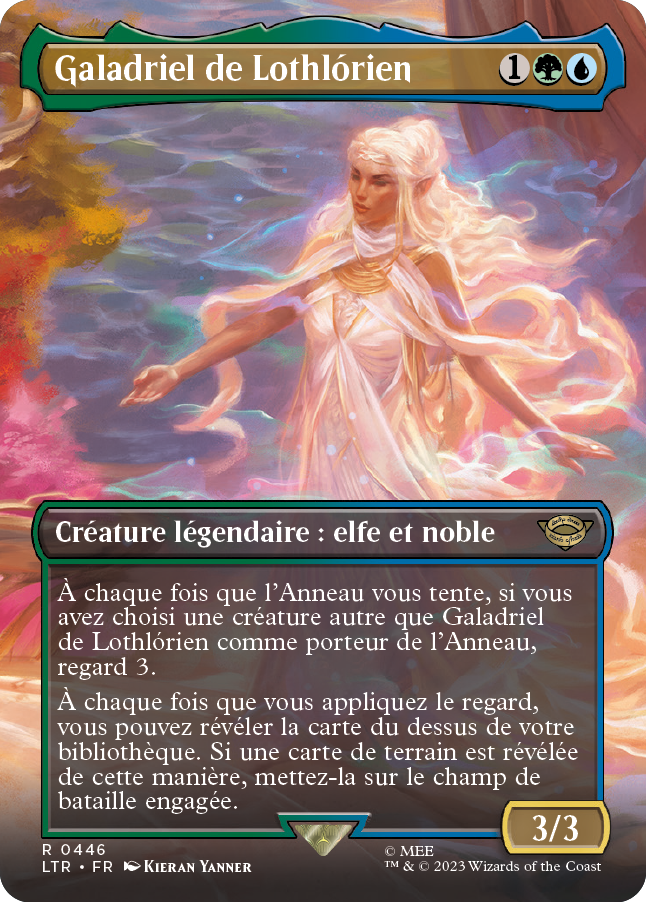 Galadriel de Lothlórien
1
Créature légendaire : elfe et noble
À chaque fois que l'Anneau vous tente, si vous
avez choisi une créature autre que Galadriel
de Lothlórien comme porteur de l'Anneau,
regard 3.
À chaque fois que vous appliquez le regard,
vous pouvez révéler la carte du dessus de votre
bibliothèque. Si une carte de terrain est révélée
de cette manière, mettez-la sur le champ de
bataille engagée.
3/3
R 0446
LTR • FR KIERAN YANNER
© MEE
™ & © 2023 Wizards of the Coast